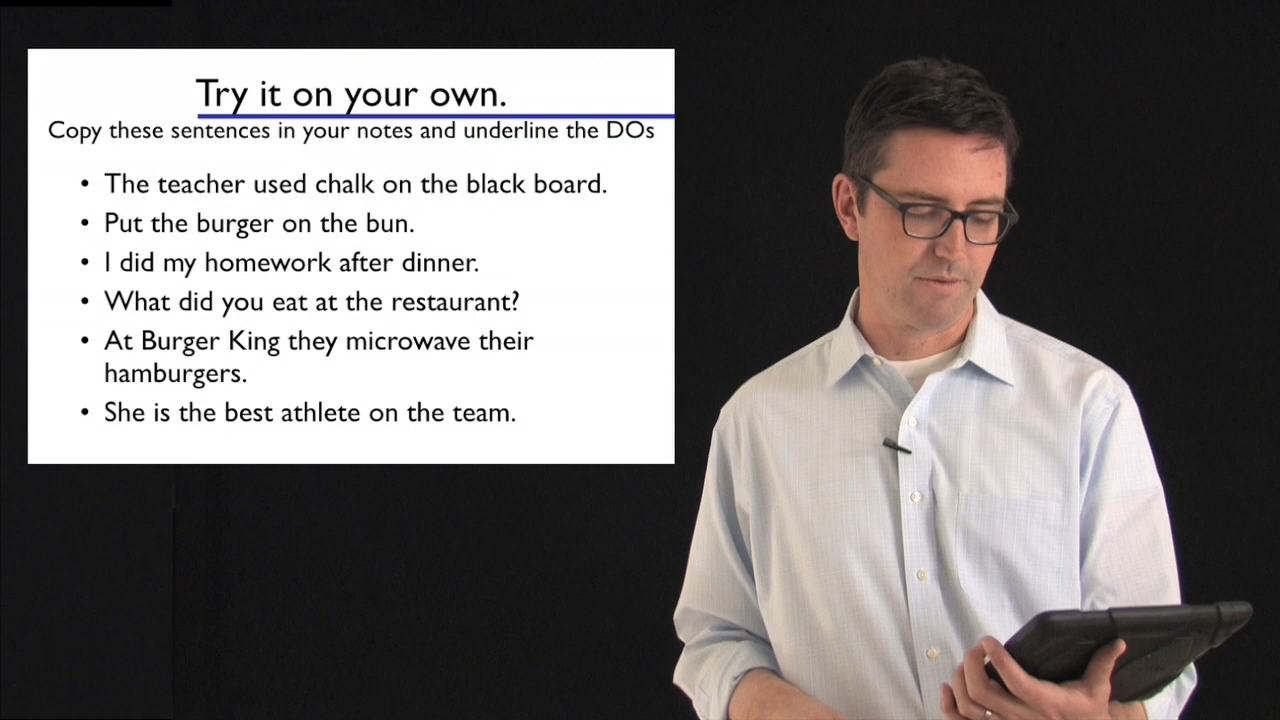 Try it on your own.
Copy these sentences in your notes and underline the DOs
• The teacher used chalk on the black board.
• Put the burger on the bun.
• I did my homework after dinner.
• What did you eat at the restaurant?
• At Burger King they microwave their
hamburgers.
• She is the best athlete on the team.